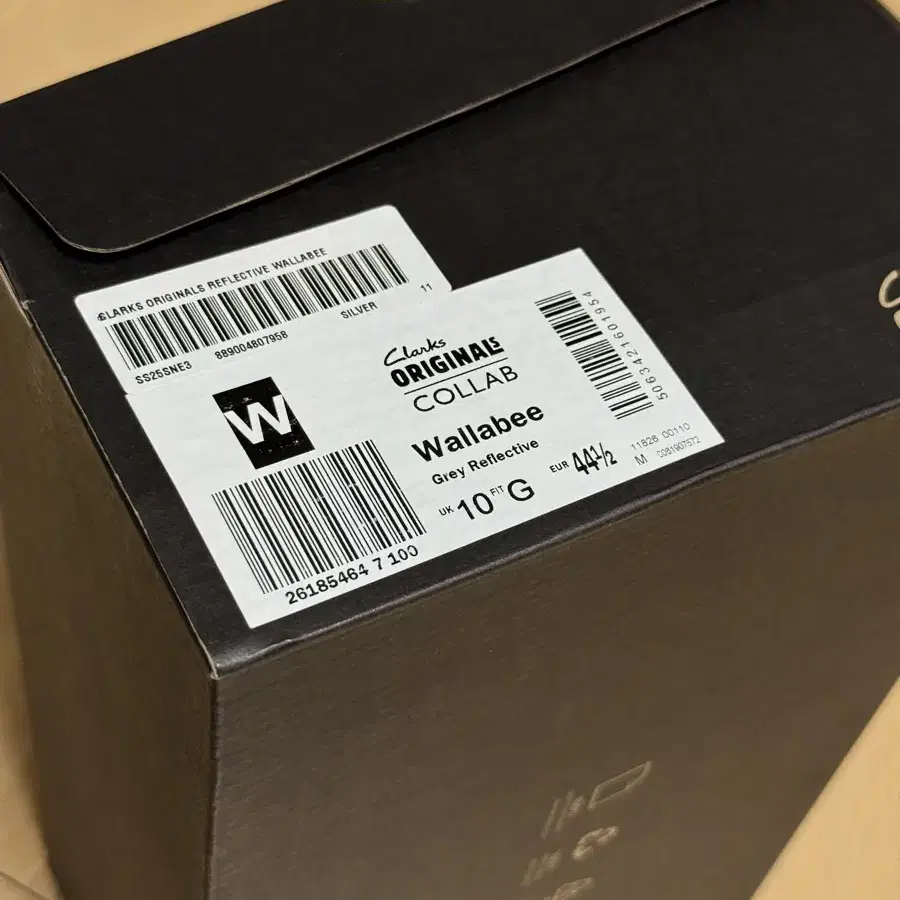 CLARKS ORIGINALS REFLECTIVE WALLABEE
SS25SNE3 889004807958 SILVER 11
W
Clarks
ORIGINALS
COLLAB
Wallabee
Grey Reflective
UK 10 FIT G EUR 44½ M
26185464 7 100
5063421601954
11826 00110